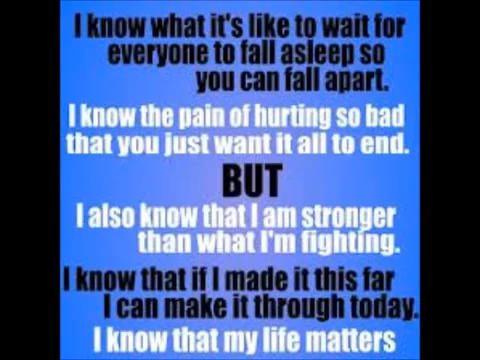 I know what it's like to wait for
everyone to fall asleep so
you can fall apart.
I know the pain of hurting so bad
that you just want it all to end.
BUT
I also know that I am stronger
than what I'm fighting.
I know that if I made it this far
I can make it through today.
I know that my life matters